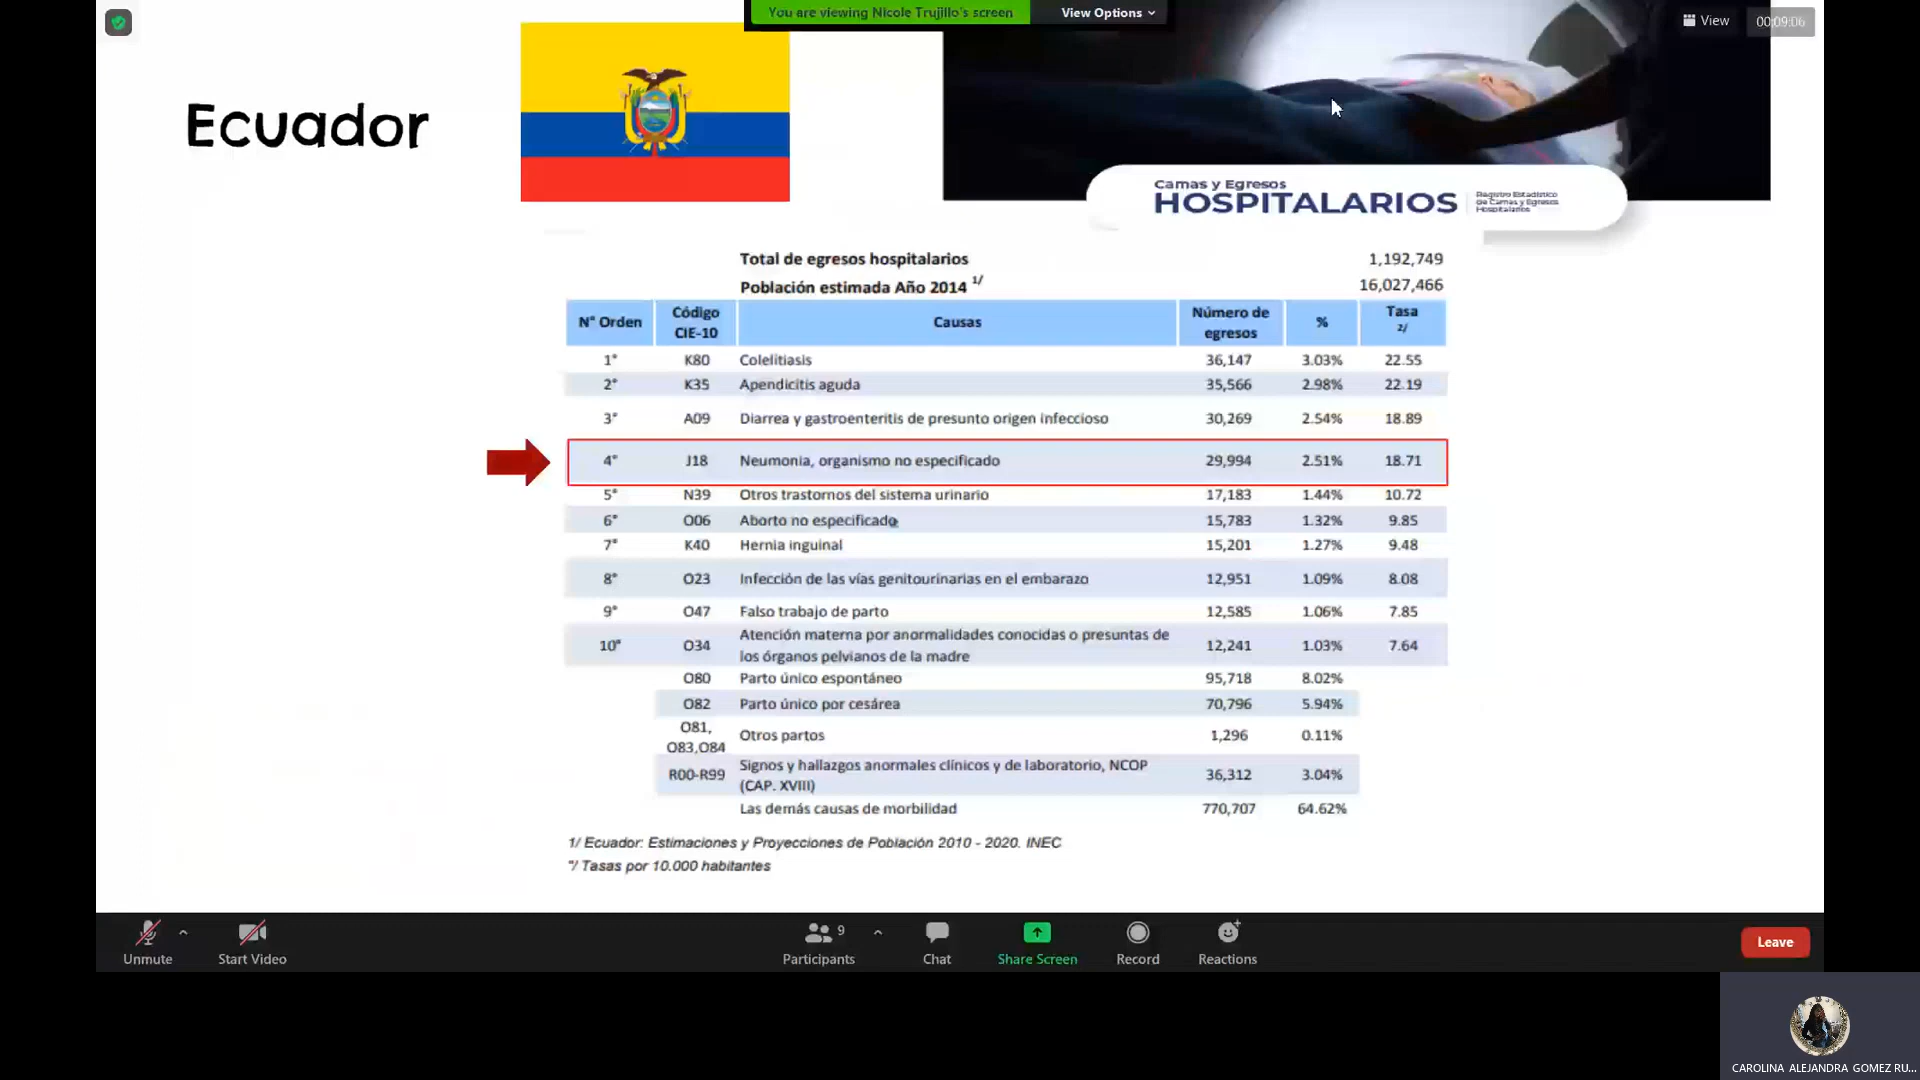 You are viewing Nicole Trujillo's screen
View Options
View
00:09:06
Ecuador
Camas y Egresos
HOSPITALARIOS
Registro Estadístico
de Camas y Egresos
Hospitalarios
Total de egresos hospitalarios 1,192,749
Población estimada Año 2014 1/ 16,027,466
N° Orden Código CIE-10 Causas Número de egresos % Tasa 2/
1° K80 Colelitiasis 36,147 3.03% 22.55
2° K35 Apendicitis aguda 35,566 2.98% 22.19
3° A09 Diarrea y gastroenteritis de presunto origen infeccioso 30,269 2.54% 18.89
4° J18 Neumonia, organismo no especificado 29,994 2.51% 18.71
5° N39 Otros trastornos del sistema urinario 17,183 1.44% 10.72
6° O06 Aborto no especificado 15,783 1.32% 9.85
7° K40 Hernia inguinal 15,201 1.27% 9.48
8° O23 Infección de las vías genitourinarias en el embarazo 12,951 1.09% 8.08
9° O47 Falso trabajo de parto 12,585 1.06% 7.85
10° O34 Atención materna por anormalidades conocidas o presuntas de
los órganos pelvianos de la madre 12,241 1.03% 7.64
O80 Parto único espontáneo 95,718 8.02%
O82 Parto único por cesárea 70,796 5.94%
O81,
O83,O84 Otros partos 1,296 0.11%
R00-R99 Signos y hallazgos anormales clínicos y de laboratorio, NCOP
(CAP. XVIII) 36,312 3.04%
Las demás causas de morbilidad 770,707 64.62%
1/ Ecuador: Estimaciones y Proyecciones de Población 2010 - 2020. INEC
"/ Tasas por 10.000 habitantes
Unmute
Start Video
9
Participants
Chat
Share Screen
Record
Reactions
Leave
CAROLINA ALEJANDRA GOMEZ RU...